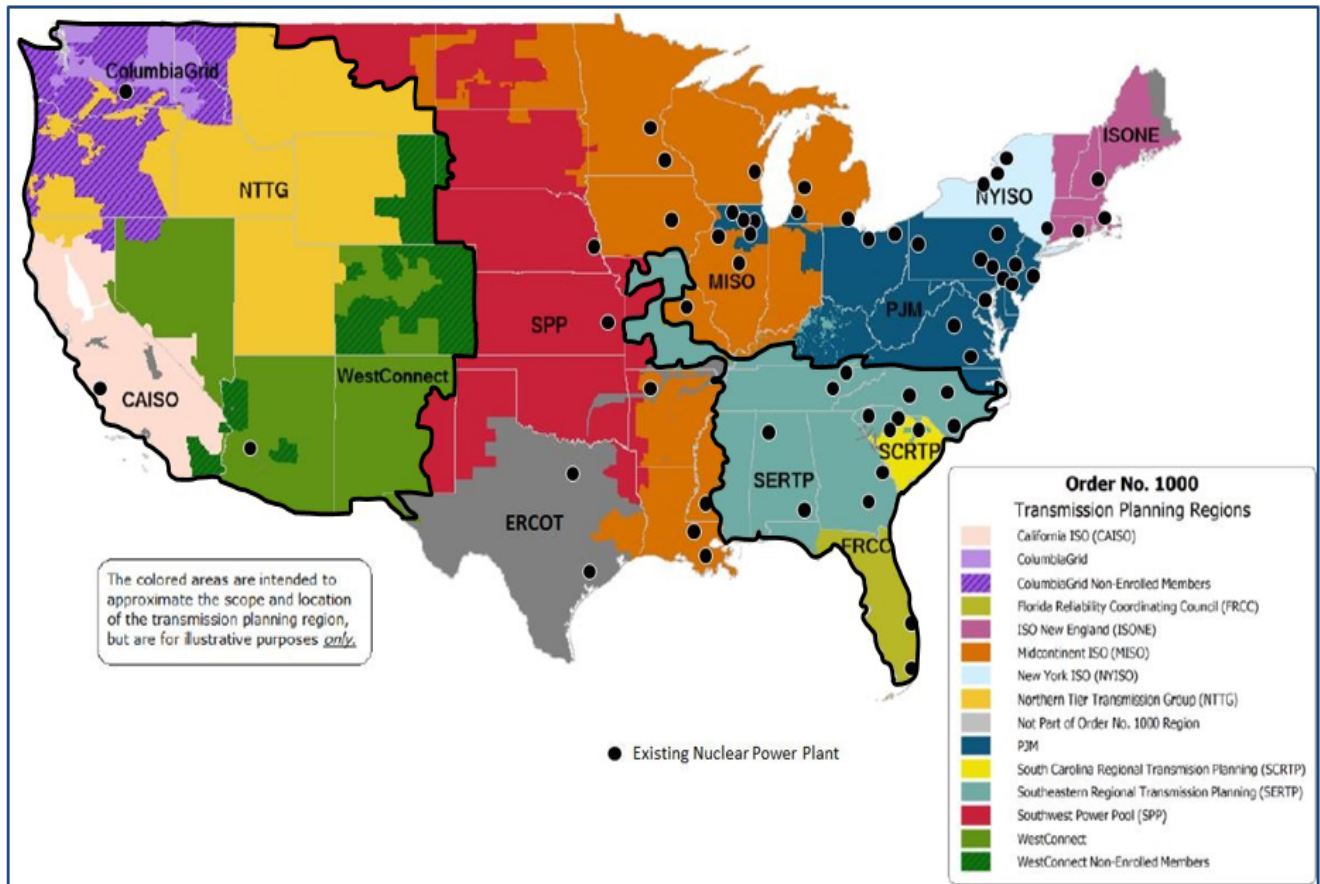 ColumbiaGrid
ISONE
NTTG
NYISO
MISO
PJM
SPP
CAISO
WestConnect
SCRTP
SERTP
ERCOT
FRCC
The colored areas are intended to
approximate the scope and location
of the transmission planning region,
but are for illustrative purposes only.
Existing Nuclear Power Plant
Order No. 1000
Transmission Planning Regions
California ISO (CAISO)
ColumbiaGrid
ColumbiaGrid Non-Enrolled Members
Florida Reliability Coordinating Council (FRCC)
ISO New England (ISONE)
Midcontinent ISO (MISO)
New York ISO (NYISO)
Northern Tier Transmission Group (NTTG)
Not Part of Order No. 1000 Region
PJM
South Carolina Regional Transmision Planning (SCRTP)
Southeastern Regional Transmission Planning (SERTP)
Southwest Power Pool (SPP)
WestConnect
WestConnect Non-Enrolled Members